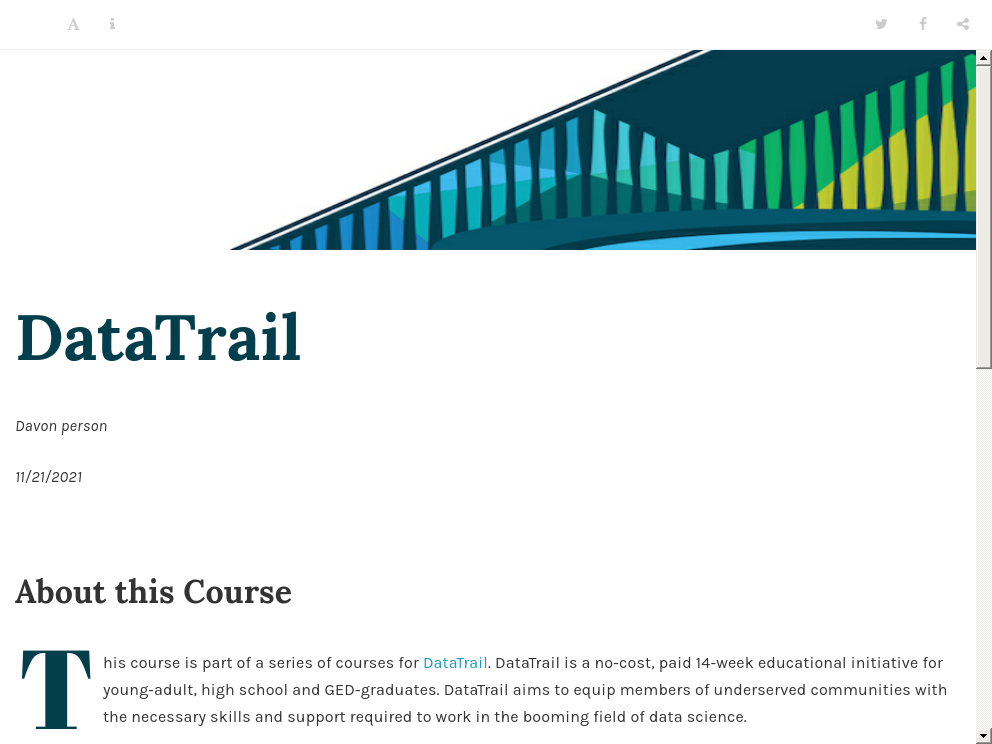 A i
DataTrail
Davon person
11/21/2021
About this Course
This course is part of a series of courses for DataTrail. DataTrail is a no-cost, paid 14-week educational initiative for
young-adult, high school and GED-graduates. DataTrail aims to equip members of underserved communities with
the necessary skills and support required to work in the booming field of data science.